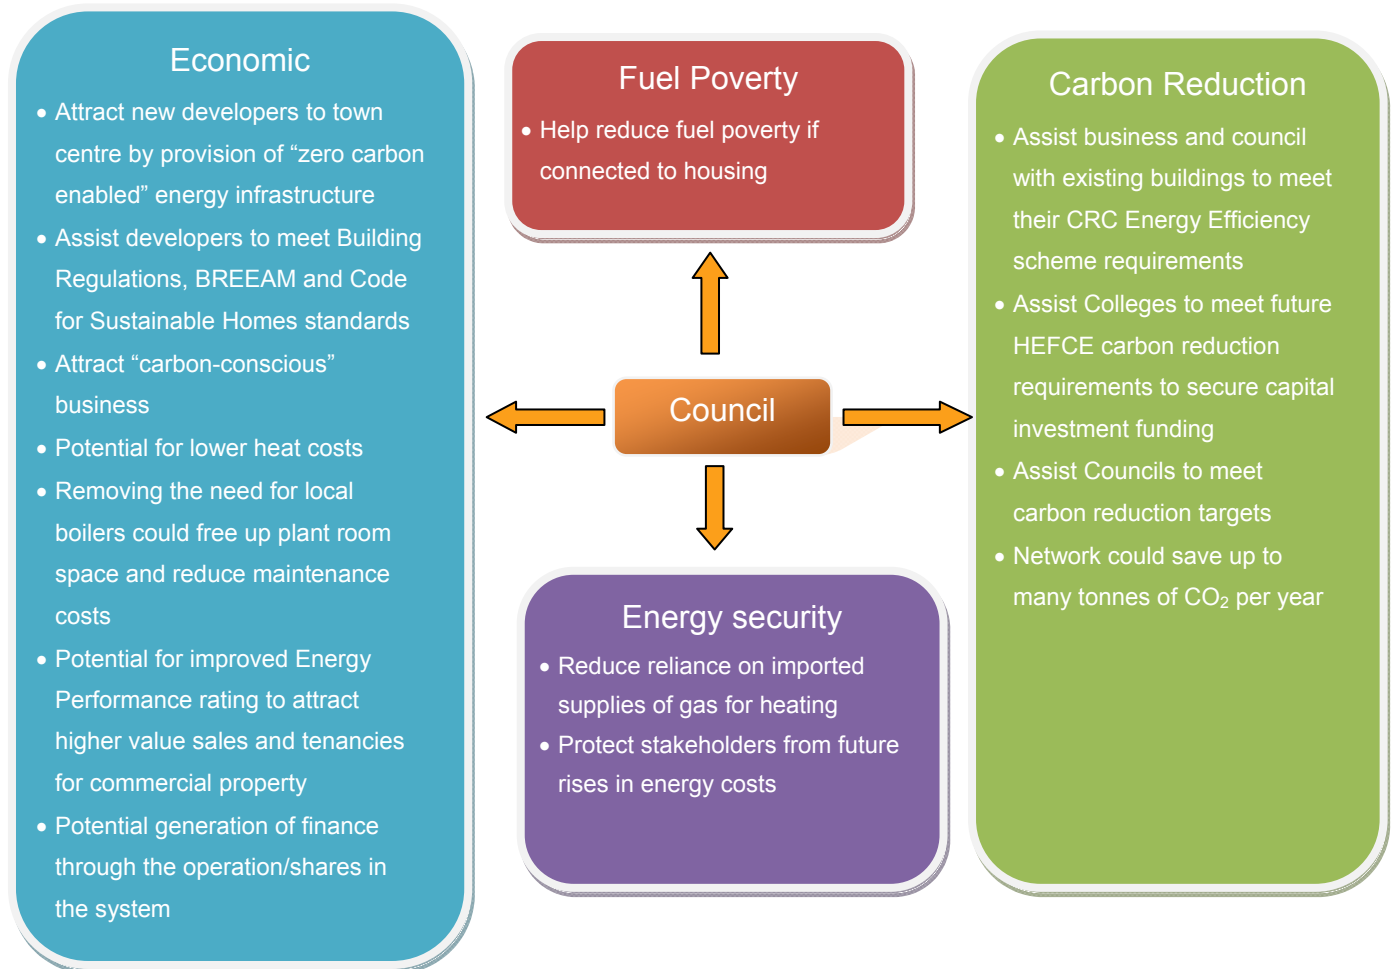 Economic
• Attract new developers to town
centre by provision of “zero carbon
enabled” energy infrastructure
• Assist developers to meet Building
Regulations, BREEAM and Code
for Sustainable Homes standards
• Attract “carbon-conscious”
business
• Potential for lower heat costs
• Removing the need for local
boilers could free up plant room
space and reduce maintenance
costs
• Potential for improved Energy
Performance rating to attract
higher value sales and tenancies
for commercial property
• Potential generation of finance
through the operation/shares in
the system
Fuel Poverty
• Help reduce fuel poverty if
connected to housing
Council
Energy security
• Reduce reliance on imported
supplies of gas for heating
• Protect stakeholders from future
rises in energy costs
Carbon Reduction
• Assist business and council
with existing buildings to meet
their CRC Energy Efficiency
scheme requirements
• Assist Colleges to meet future
HEFCE carbon reduction
requirements to secure capital
investment funding
• Assist Councils to meet
carbon reduction targets
• Network could save up to
many tonnes of CO₂ per year